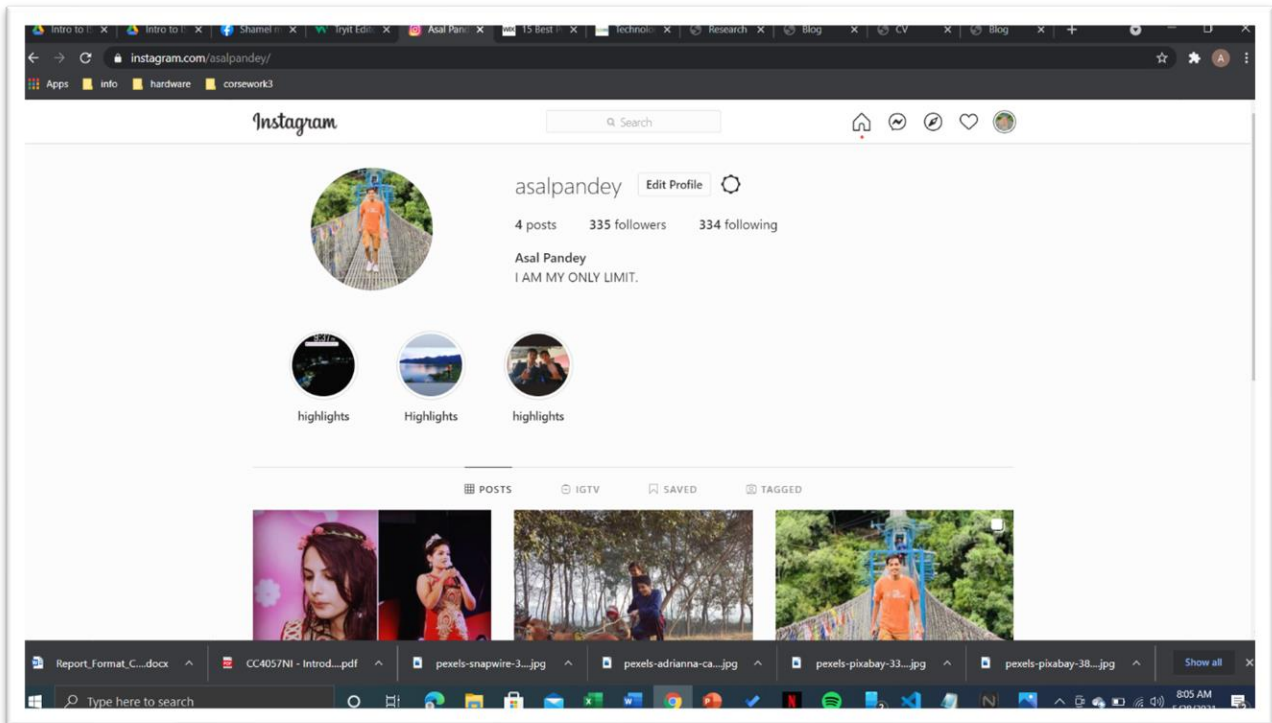 Intro to I
Intro to I
Shamel m
Tryit Edit
Asal Pand
15 Best P
Technolo
Research
Blog
CV
Blog
instagram.com/asalpandey/
A
Apps
info
hardware
corsework3
Instagram
Search
asalpandey
Edit Profile
4 posts 335 followers 334 following
Asal Pandey
I AM MY ONLY LIMIT.
highlights
Highlights
highlights
POSTS
IGTV
SAVED
TAGGED
Report_Format_C....docx
CC4057NI - Introd....pdf
pexels-snapwire-3....jpg
pexels-adrianna-ca....jpg
pexels-pixabay-33....jpg
pexels-pixabay-38....jpg
Show all
Type here to search
8:05 AM